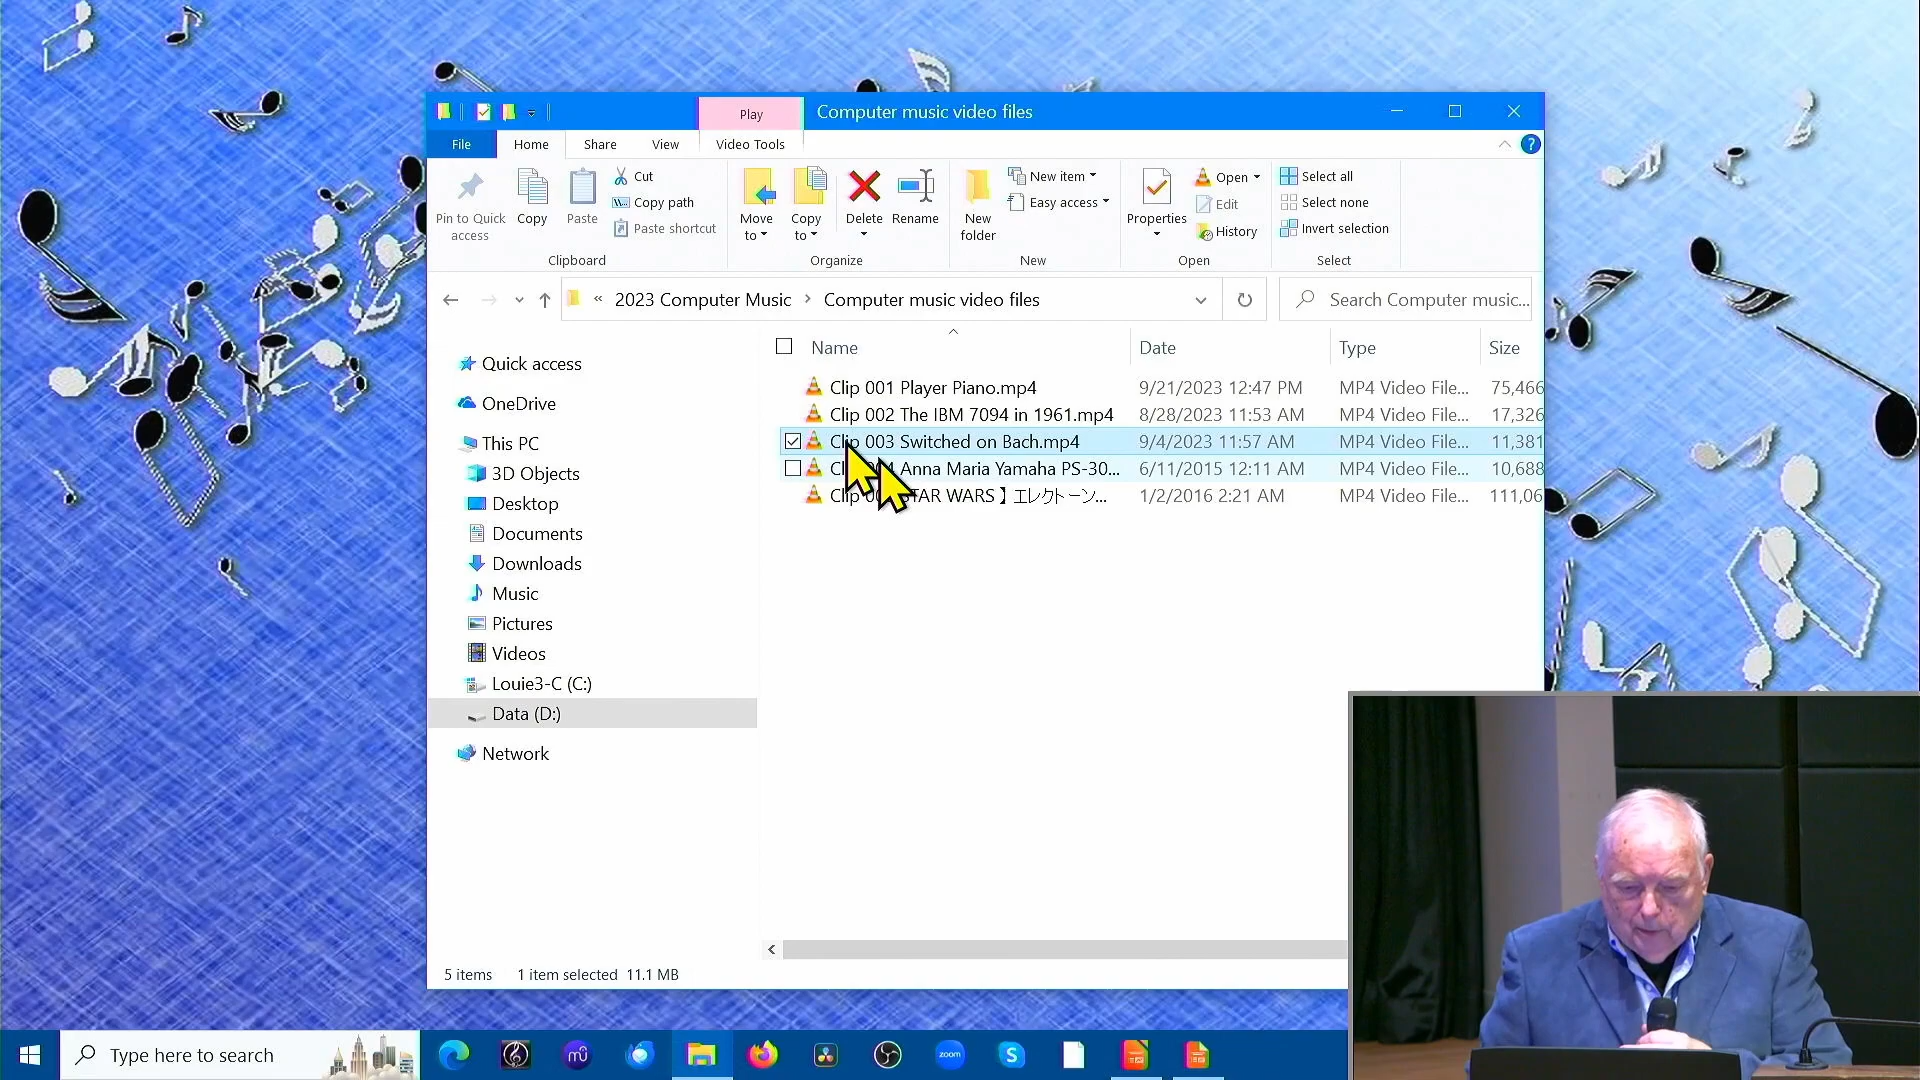 Play
Computer music video files
File
Home
Share
View
Video Tools
Pin to Quick access
Copy
Paste
Cut
Copy path
Paste shortcut
Clipboard
Move to
Copy to
Delete
Rename
Organize
New folder
New item
Easy access
New
Properties
Open
Edit
History
Open
Select all
Select none
Invert selection
Select
« 2023 Computer Music > Computer music video files
Search Computer music...
Name Date Type Size
Clip 001 Player Piano.mp4 9/21/2023 12:47 PM MP4 Video File... 75,466
Clip 002 The IBM 7094 in 1961.mp4 8/28/2023 11:53 AM MP4 Video File... 17,326
Clip 003 Switched on Bach.mp4 9/4/2023 11:57 AM MP4 Video File... 11,381
Anna Maria Yamaha PS-30... 6/11/2015 12:11 AM MP4 Video File... 10,688
Clip WARS】エレクトーン... 1/2/2016 2:21 AM MP4 Video File... 111,06
Quick access
OneDrive
This PC
3D Objects
Desktop
Documents
Downloads
Music
Pictures
Videos
Louie3-C (C:)
Data (D:)
Network
5 items 1 item selected 11.1 MB
Type here to search
mü
zoom
S